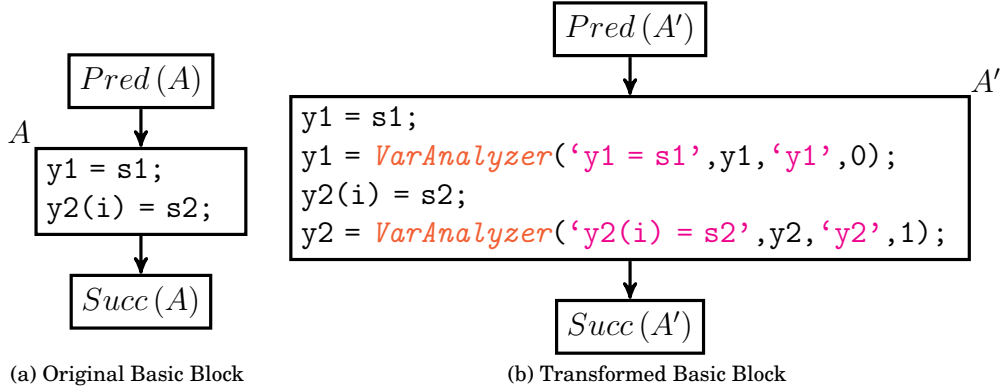 Pred (A)
A
y1 = s1;
y2(i) = s2;
Succ (A)
(a) Original Basic Block
Pred (A′)
A′
y1 = s1;
y1 = VarAnalyzer(‘y1 = s1’,y1,‘y1’,0);
y2(i) = s2;
y2 = VarAnalyzer(‘y2(i) = s2’,y2,‘y2’,1);
Succ (A′)
(b) Transformed Basic Block